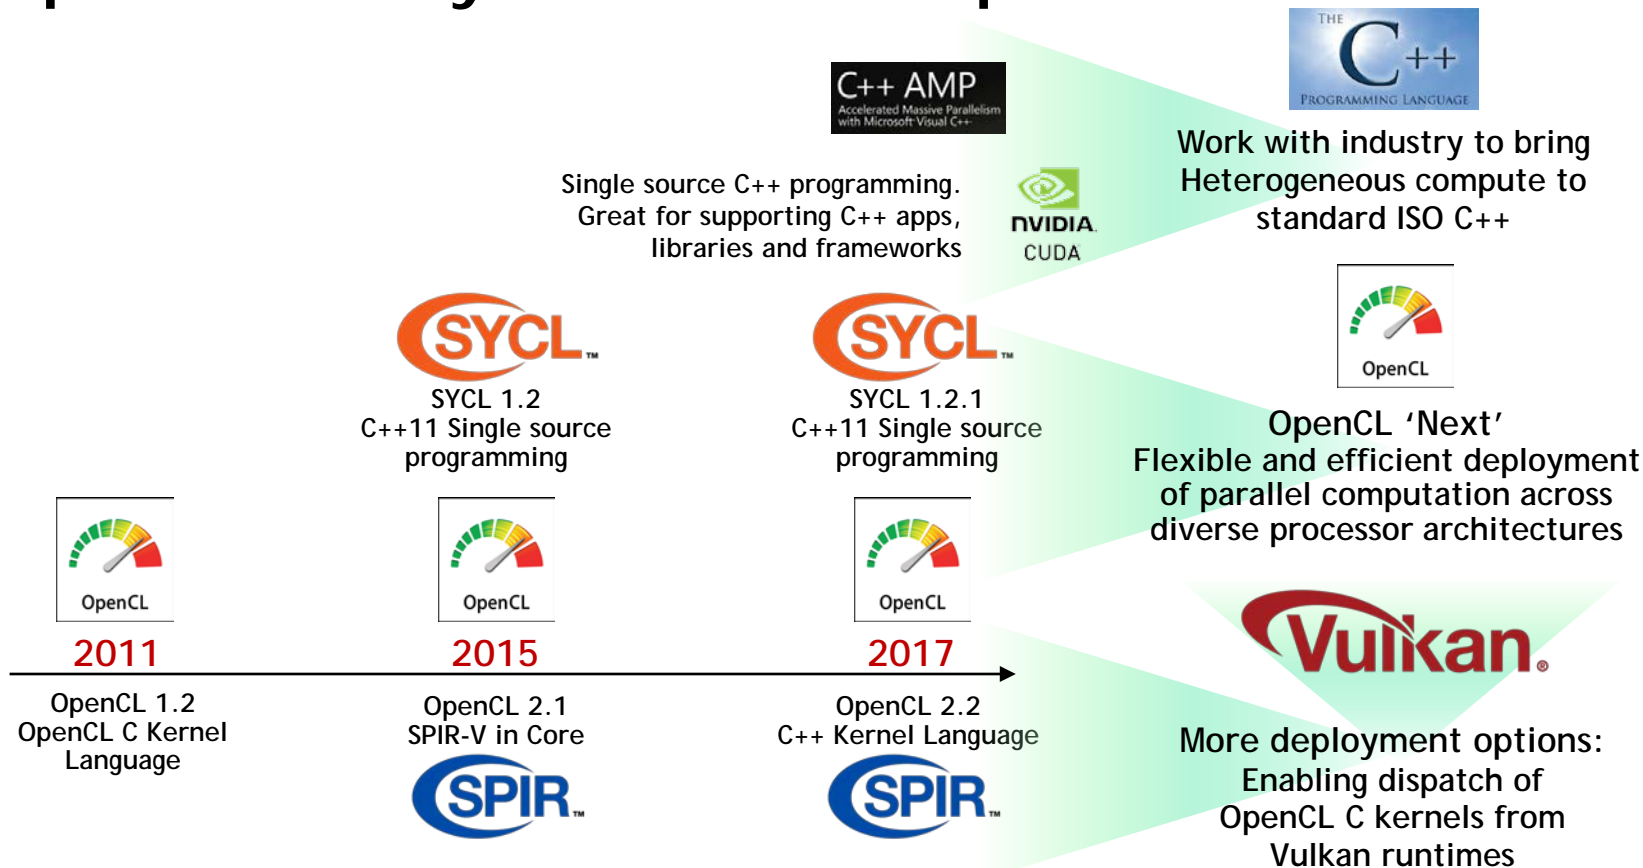 THE
C++
PROGRAMMING LANGUAGE
C++ AMP
Accelerated Massive Parallelism
with Microsoft Visual C++
Work with industry to bring
Heterogeneous compute to
standard ISO C++
Single source C++ programming.
Great for supporting C++ apps,
libraries and frameworks
nVIDIA.
CUDA
SYCL™
SYCL 1.2
C++11 Single source
programming
SYCL™
SYCL 1.2.1
C++11 Single source
programming
OpenCL
OpenCL ‘Next’
Flexible and efficient deployment
of parallel computation across
diverse processor architectures
OpenCL
2011
OpenCL 1.2
OpenCL C Kernel
Language
OpenCL
2015
OpenCL 2.1
SPIR-V in Core
SPIR™
OpenCL
2017
OpenCL 2.2
C++ Kernel Language
SPIR™
Vulkan®
More deployment options:
Enabling dispatch of
OpenCL C kernels from
Vulkan runtimes